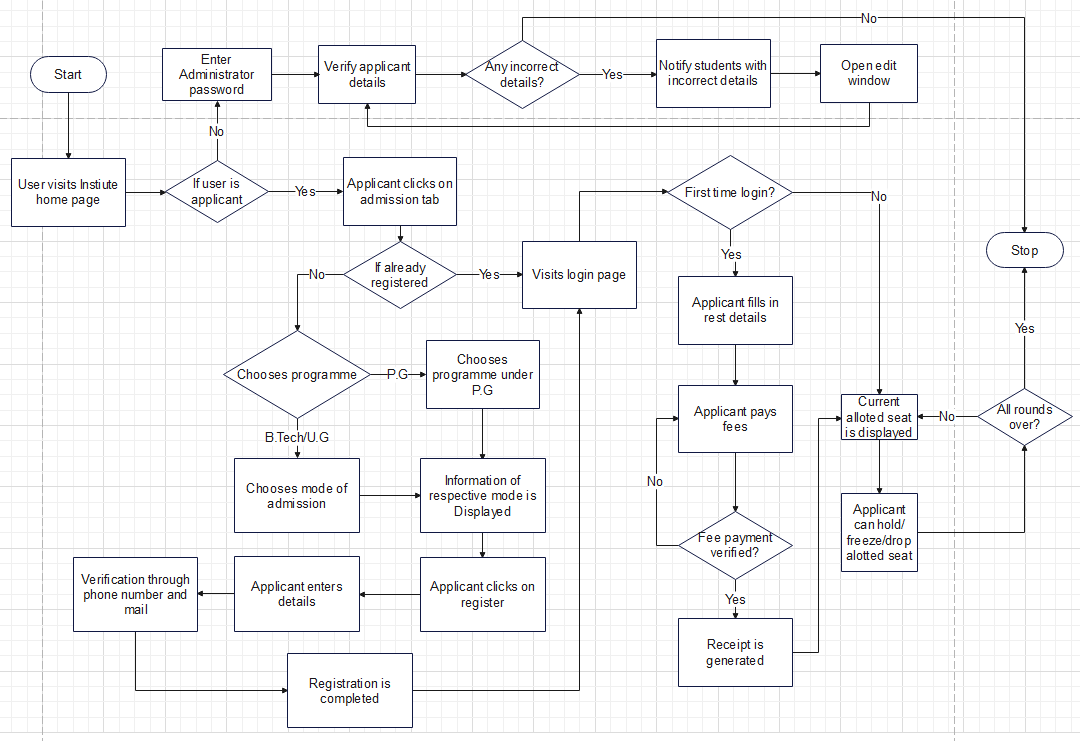 No
Start
Enter
Administrator
password
Verify applicant
details
Any incorrect
details?
Yes
Notify students with
incorrect details
Open edit
window
No
User visits Instiute
home page
If user is
applicant
Yes
Applicant clicks on
admission tab
First time login?
No
If already
registered
No
Yes
Visits login page
Yes
Stop
Applicant fills in
rest details
Yes
Chooses programme
P.G
Chooses
programme under
P.G
B.Tech/U.G
Applicant pays
fees
Current
alloted seat
is displayed
No
All rounds
over?
Chooses mode of
admission
Information of
respective mode is
Displayed
No
Applicant
can hold/
freeze/drop
alotted seat
Fee payment
verified?
Verification through
phone number and
mail
Applicant enters
details
Applicant clicks on
register
Yes
Receipt is
generated
Registration is
completed